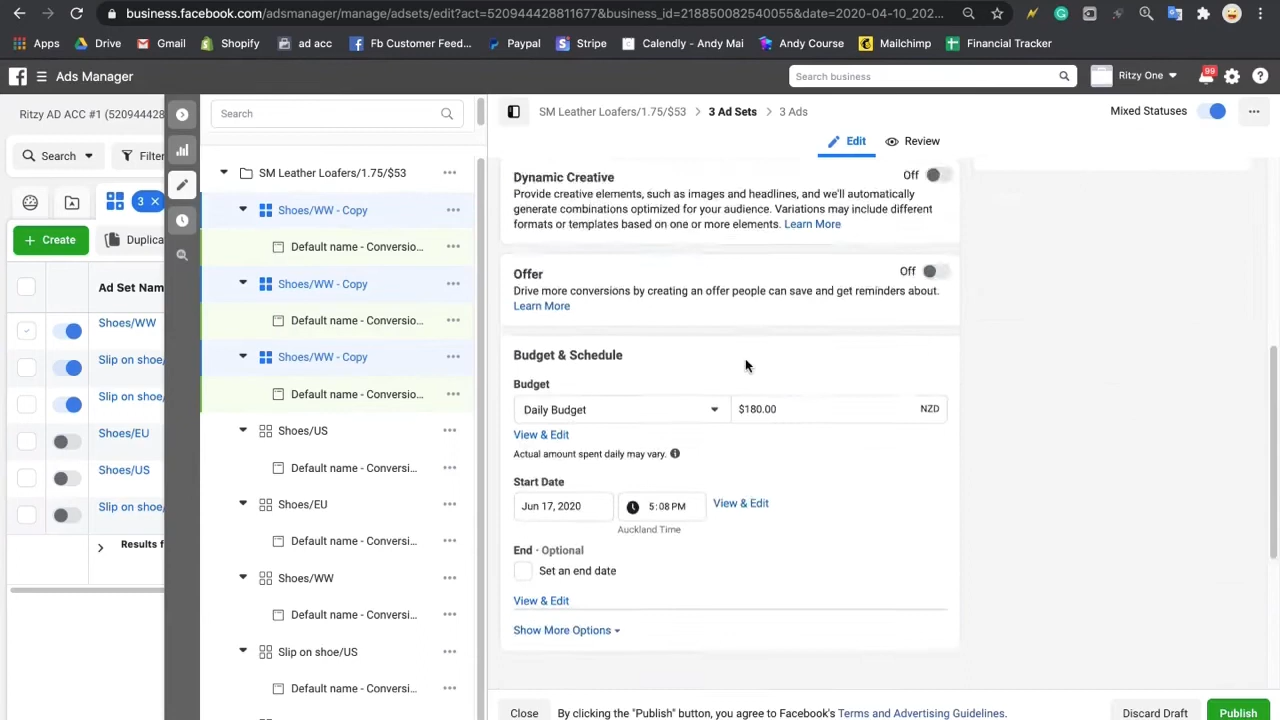 business.facebook.com/adsmanager/manage/adsets/edit?act=520944428811677&business_id=218850082540055&date=2020-04-10_202...
Apps
Drive
Gmail
Shopify
ad acc
Fb Customer Feed...
Paypal
Stripe
Calendly - Andy Mai
Andy Course
Mailchimp
Financial Tracker
Ads Manager
Search business
Ritzy One
99
Ritzy AD ACC #1 (52094442
Search
Filter
3 ×
+ Create
Duplica
Ad Set Nam
Shoes/WW
Slip on shoe/
Slip on shoe/
Shoes/EU
Shoes/US
Slip on shoe/
Results f
Search
SM Leather Loafers/1.75/$53
Shoes/WW - Copy
Default name - Conversio...
Shoes/WW - Copy
Default name - Conversio...
Shoes/WW - Copy
Default name - Conversio...
Shoes/US
Default name - Conversi...
Shoes/EU
Default name - Conversi...
Shoes/WW
Default name - Conversi...
Slip on shoe/US
Default name - Conversi...
SM Leather Loafers/1.75/$53 > 3 Ad Sets > 3 Ads
Mixed Statuses
Edit
Review
Dynamic Creative
Off
Provide creative elements, such as images and headlines, and we'll automatically
generate combinations optimized for your audience. Variations may include different
formats or templates based on one or more elements. Learn More
Offer
Off
Drive more conversions by creating an offer people can save and get reminders about.
Learn More
Budget & Schedule
Budget
Daily Budget
$180.00
NZD
View & Edit
Actual amount spent daily may vary.
Start Date
Jun 17, 2020
5:08 PM
View & Edit
Auckland Time
End · Optional
Set an end date
View & Edit
Show More Options
Close
By clicking the "Publish" button, you agree to Facebook's Terms and Advertising Guidelines.
Discard Draft
Publish